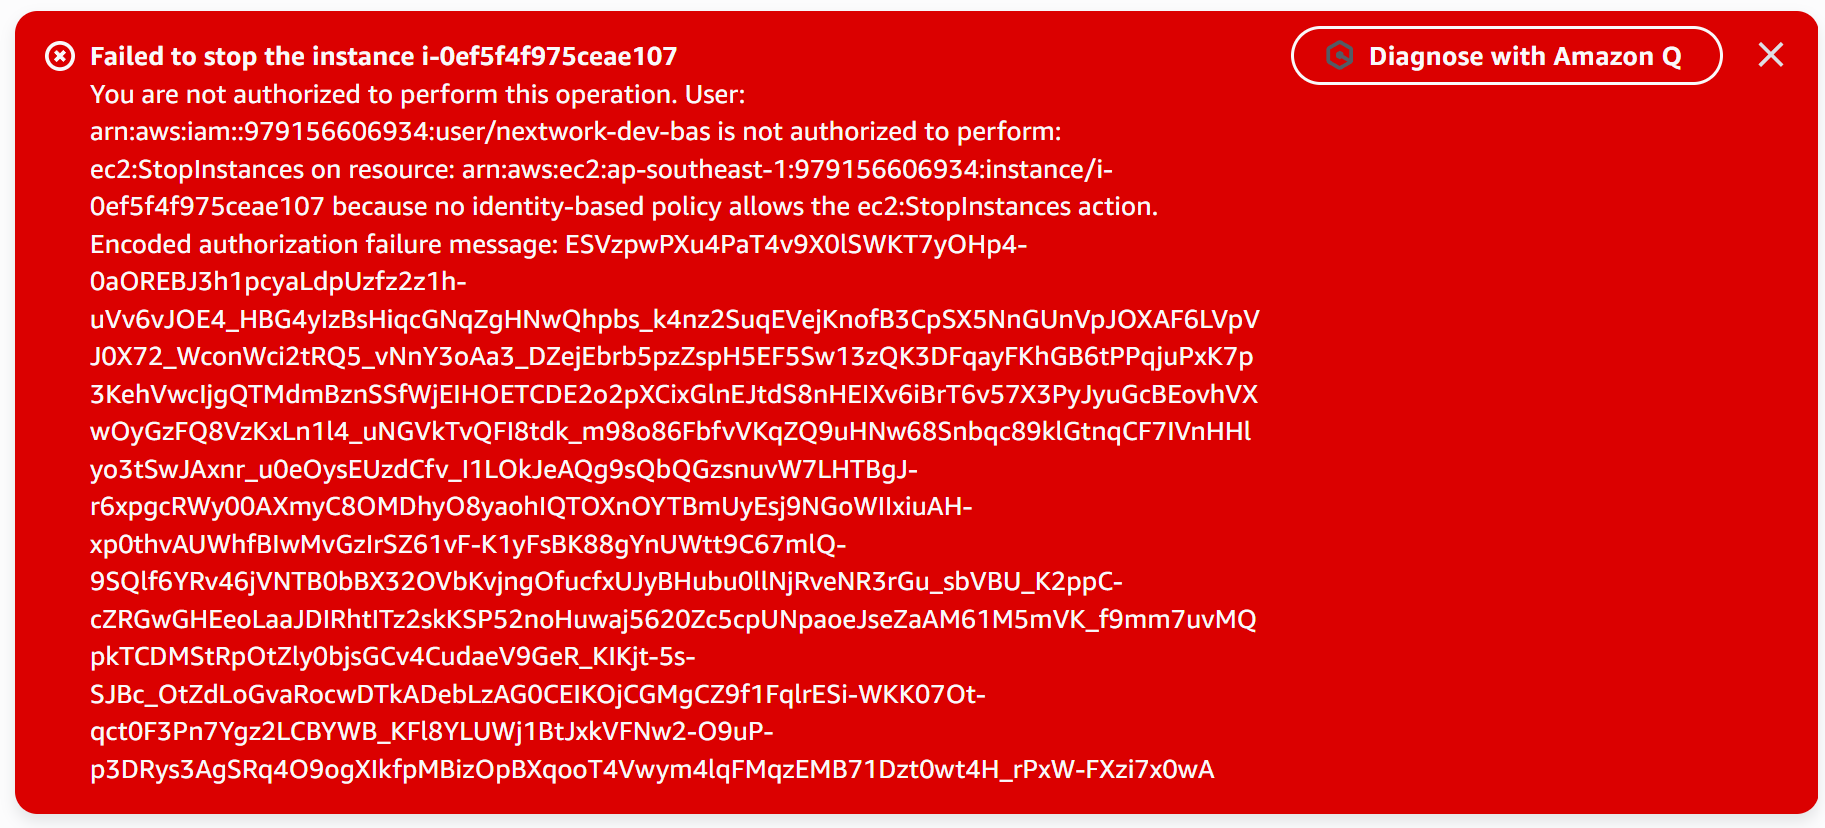 Failed to stop the instance i-0ef5f4f975ceae107
Diagnose with Amazon Q
You are not authorized to perform this operation. User:
arn:aws:iam::979156606934:user/nextwork-dev-bas is not authorized to perform:
ec2:StopInstances on resource: arn:aws:ec2:ap-southeast-1:979156606934:instance/i-
0ef5f4f975ceae107 because no identity-based policy allows the ec2:StopInstances action.
Encoded authorization failure message: ESVzpwPXu4PaT4v9X0lSWKT7yOHp4-
0aOREBJ3h1pcyaLdpUzfz2z1h-
uVv6vJOE4_HBG4yIzBsHiqcGNqZgHNwQhpbs_k4nz2SuqEVejKnofB3CpSX5NnGUnVpJOXAF6LVpV
J0X72_WconWci2tRQ5_vNnY3oAa3_DZejEbrb5pzZspH5EF5Sw13zQK3DFqayFKhGB6tPPqjuPxK7p
3KehVwcIjgQTMdmBznSSfWjEIHOETCDE2o2pXCixGlnEJtdS8nHEIXv6iBrT6v57X3PyJyuGcBEovhVX
wOyGzFQ8VzKxLn1l4_uNGVkTvQFI8tdk_m98o86FbfvVKqZQ9uHNw68Snbqc89klGtnqCF7IVnHHl
yo3tSwJAxnr_u0eOysEUzdCfv_I1LOkJeAQg9sQbQGzsnuvW7LHTBgJ-
r6xpgcRWy00AXmyC8OMDhyO8yaohIQTOXnOYTBmUyEsj9NGoWIIxiuAH-
xp0thvAUWhfBIwMvGzIrSZ61vF-K1yFsBK88gYnUWtt9C67mlQ-
9SQlf6YRv46jVNTB0bBX32OVbKvjngOfucfxUJyBHubu0llNjRveNR3rGu_sbVBU_K2ppC-
cZRGwGHEeoLaaJDIRhtITz2skKSP52noHuwaj5620Zc5cpUNpaoeJseZaAM61M5mVK_f9mm7uvMQ
pkTCDMStRpOtZly0bjsGCv4CudaeV9GeR_KIKjt-5s-
SJBc_OtZdLoGvaRocwDTkADebLzAG0CEIKOjCGMgCZ9f1FqlrESi-WKK07Ot-
qct0F3Pn7Ygz2LCBYWB_KFl8YLUWj1BtJxkVFNw2-O9uP-
p3DRys3AgSRq4O9ogXIkfpMBizOpBXqooT4Vwym4lqFMqzEMB71Dzt0wt4H_rPxW-FXzi7x0wA